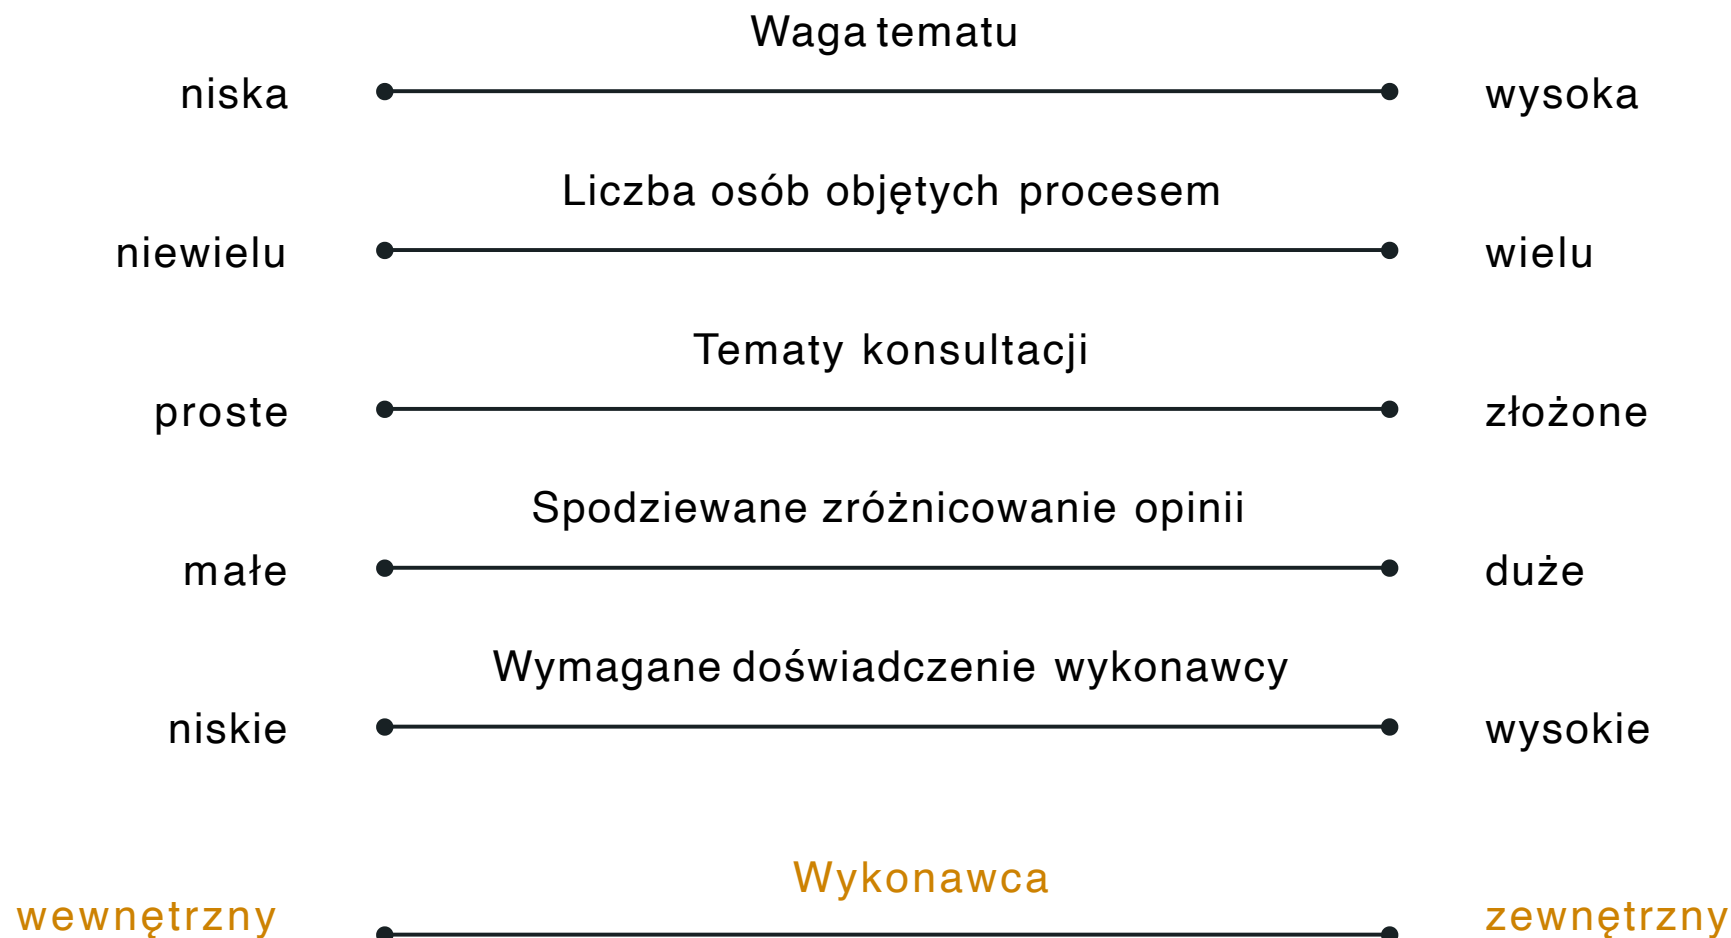 Waga tematu
niska wysoka
Liczba osób objętych procesem
niewielu wielu
Tematy konsultacji
proste złożone
Spodziewane zróżnicowanie opinii
małe duże
Wymagane doświadczenie wykonawcy
niskie wysokie
Wykonawca
wewnętrzny zewnętrzny